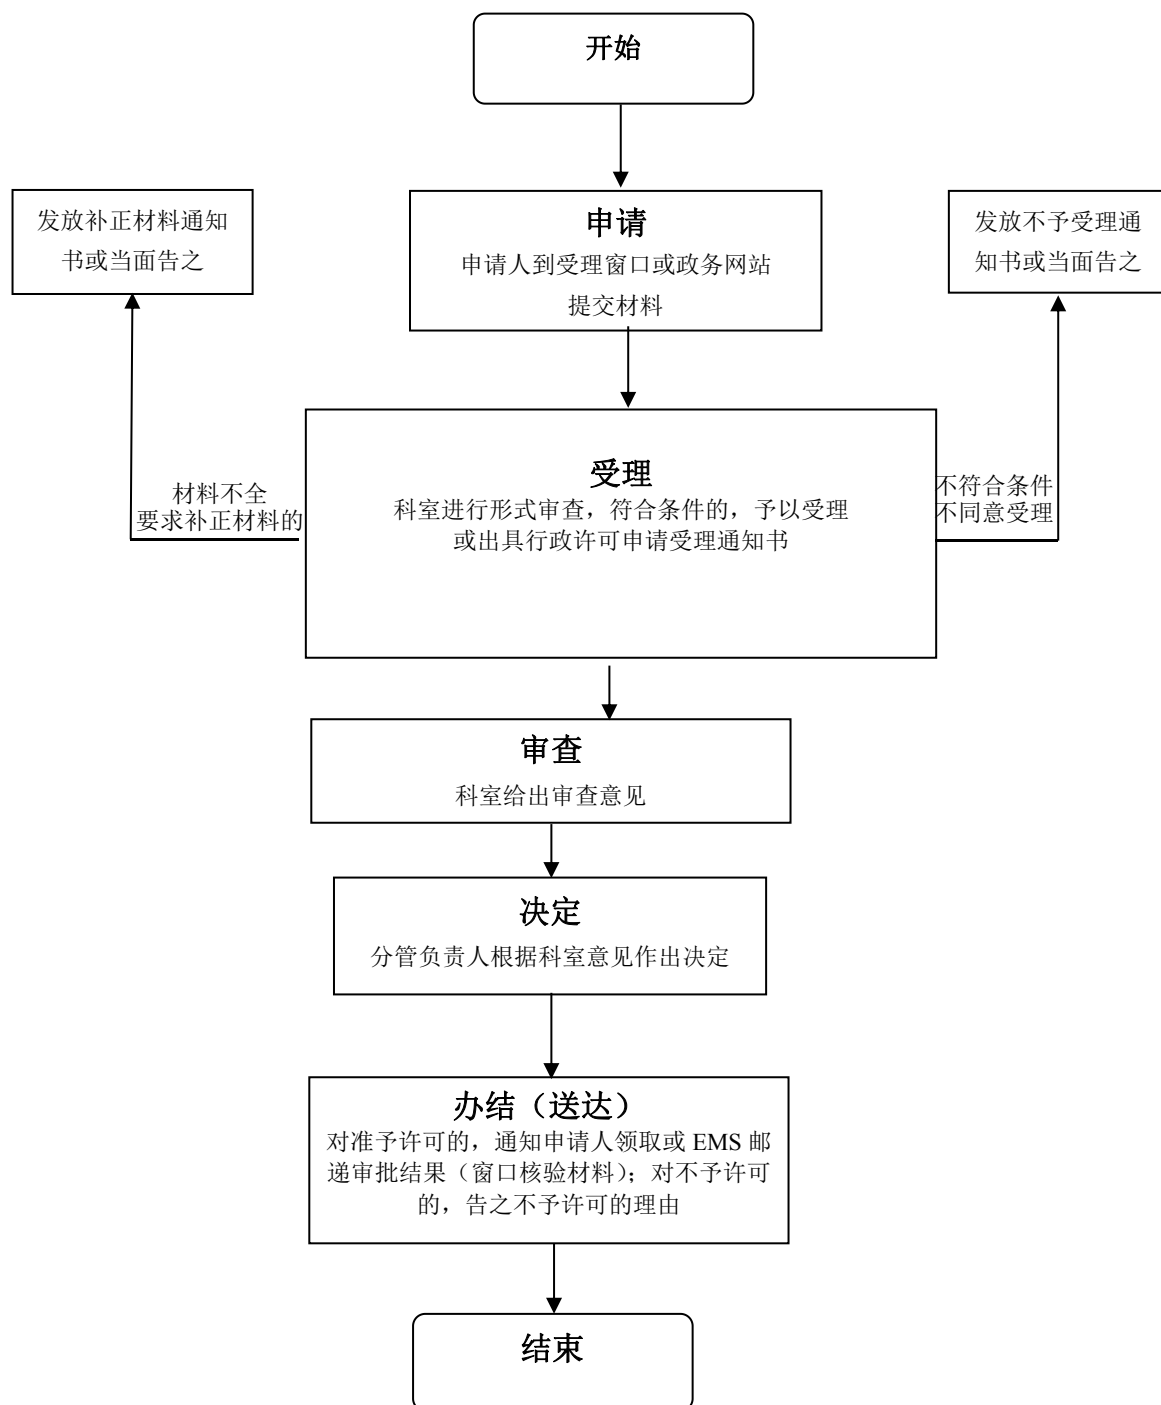 开始
发放补正材料通知
书或当面告之
申请
申请人到受理窗口或政务网站
提交材料
发放不予受理通
知书或当面告之
材料不全
要求补正材料的
受理
科室进行形式审查，符合条件的，予以受理
或出具行政许可申请受理通知书
不符合条件
不同意受理
审查
科室给出审查意见
决定
分管负责人根据科室意见作出决定
办结（送达）
对准予许可的，通知申请人领取或 EMS 邮
递审批结果（窗口核验材料）；对不予许可
的，告之不予许可的理由
结束